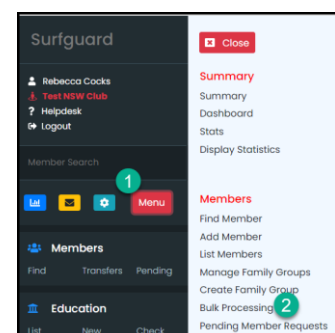 Surfguard
Rebecca Cocks
Test NSW Club
? Helpdesk
Logout
Member Search
1
Menu
Members
Find Transfers Pending
Education
List New Check
Close
Summary
Summary
Dashboard
Stats
Display Statistics
Members
Find Member
Add Member
List Members
Manage Family Groups
Create Family Group
Bulk Processing 2
Pending Member Requests